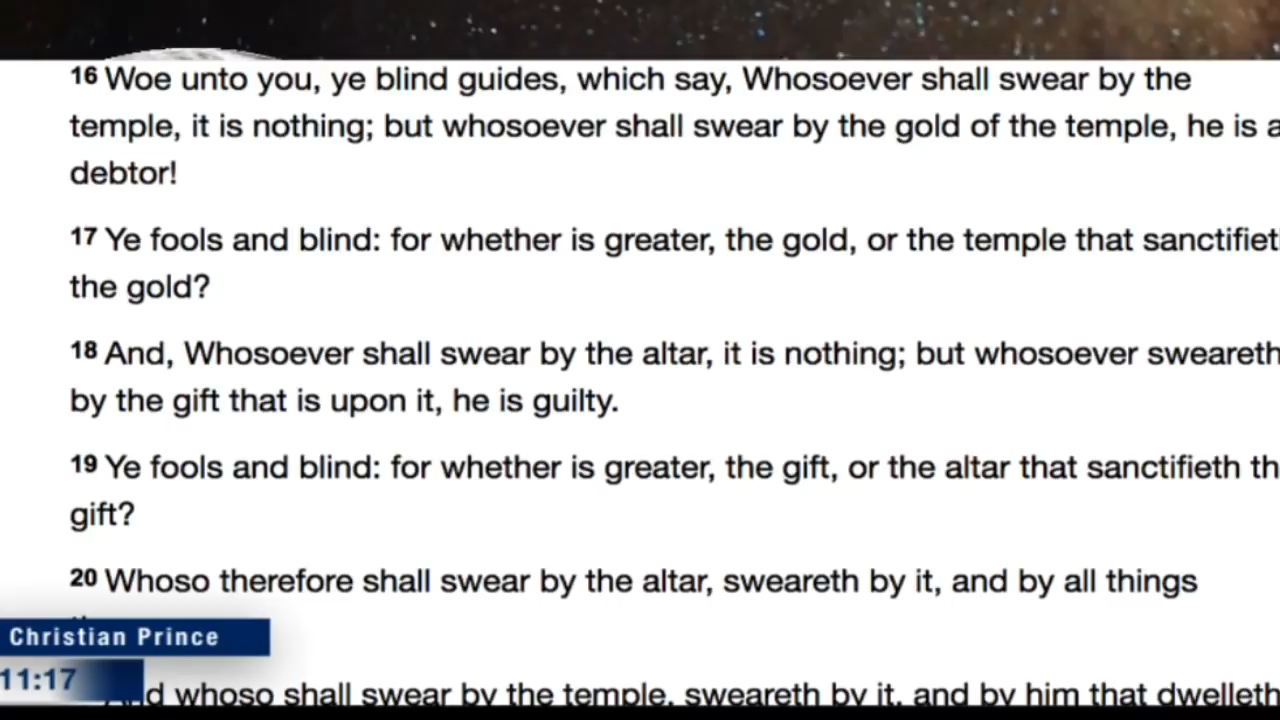 16 Woe unto you, ye blind guides, which say, Whosoever shall swear by the
temple, it is nothing; but whosoever shall swear by the gold of the temple, he is a
debtor!
17 Ye fools and blind: for whether is greater, the gold, or the temple that sanctifiet
the gold?
18 And, Whosoever shall swear by the altar, it is nothing; but whosoever sweareth
by the gift that is upon it, he is guilty.
19 Ye fools and blind: for whether is greater, the gift, or the altar that sanctifieth th
gift?
20 Whoso therefore shall swear by the altar, sweareth by it, and by all things
Christian Prince
11:17
whoso shall swear by the temple, sweareth by it, and by him that dwelleth